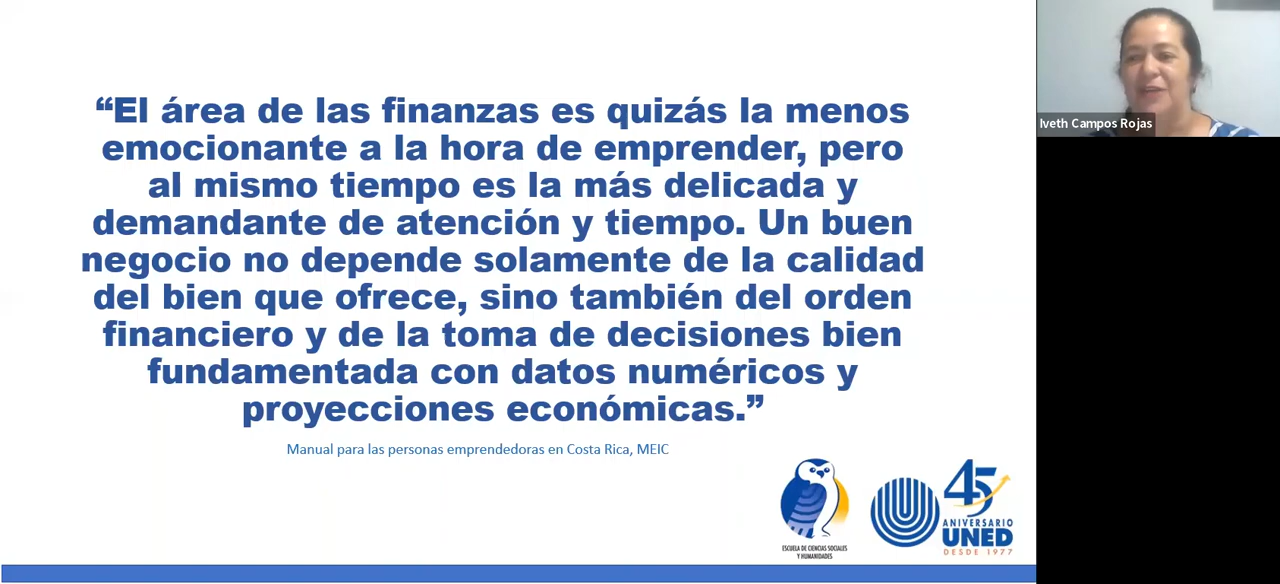 “El área de las finanzas es quizás la menos
emocionante a la hora de emprender, pero
al mismo tiempo es la más delicada y
demandante de atención y tiempo. Un buen
negocio no depende solamente de la calidad
del bien que ofrece, sino también del orden
financiero y de la toma de decisiones bien
fundamentada con datos numéricos y
proyecciones económicas.”
Manual para las personas emprendedoras en Costa Rica, MEIC
ESCUELA DE CIENCIAS SOCIALES
Y HUMANIDADES
45
ANIVERSARIO
UNED
DESDE 1977
Iveth Campos Rojas